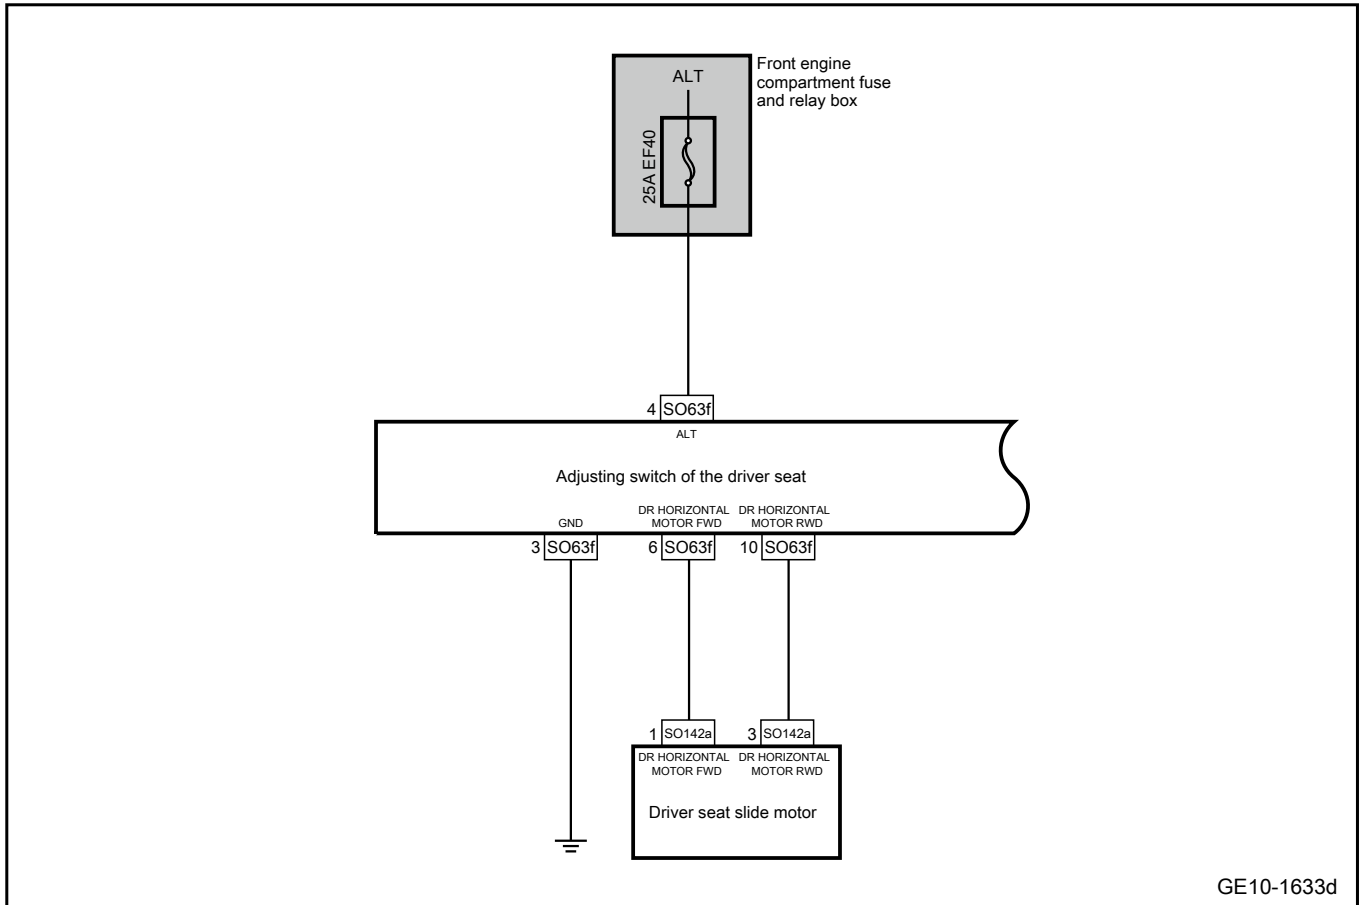 ALT
Front engine
compartment fuse
and relay box
25A EF40
4 SO63f
ALT
Adjusting switch of the driver seat
GND
DR HORIZONTAL
MOTOR FWD
DR HORIZONTAL
MOTOR RWD
3 SO63f
6 SO63f
10 SO63f
1 SO142a
3 SO142a
DR HORIZONTAL
MOTOR FWD
DR HORIZONTAL
MOTOR RWD
Driver seat slide motor
GE10-1633d